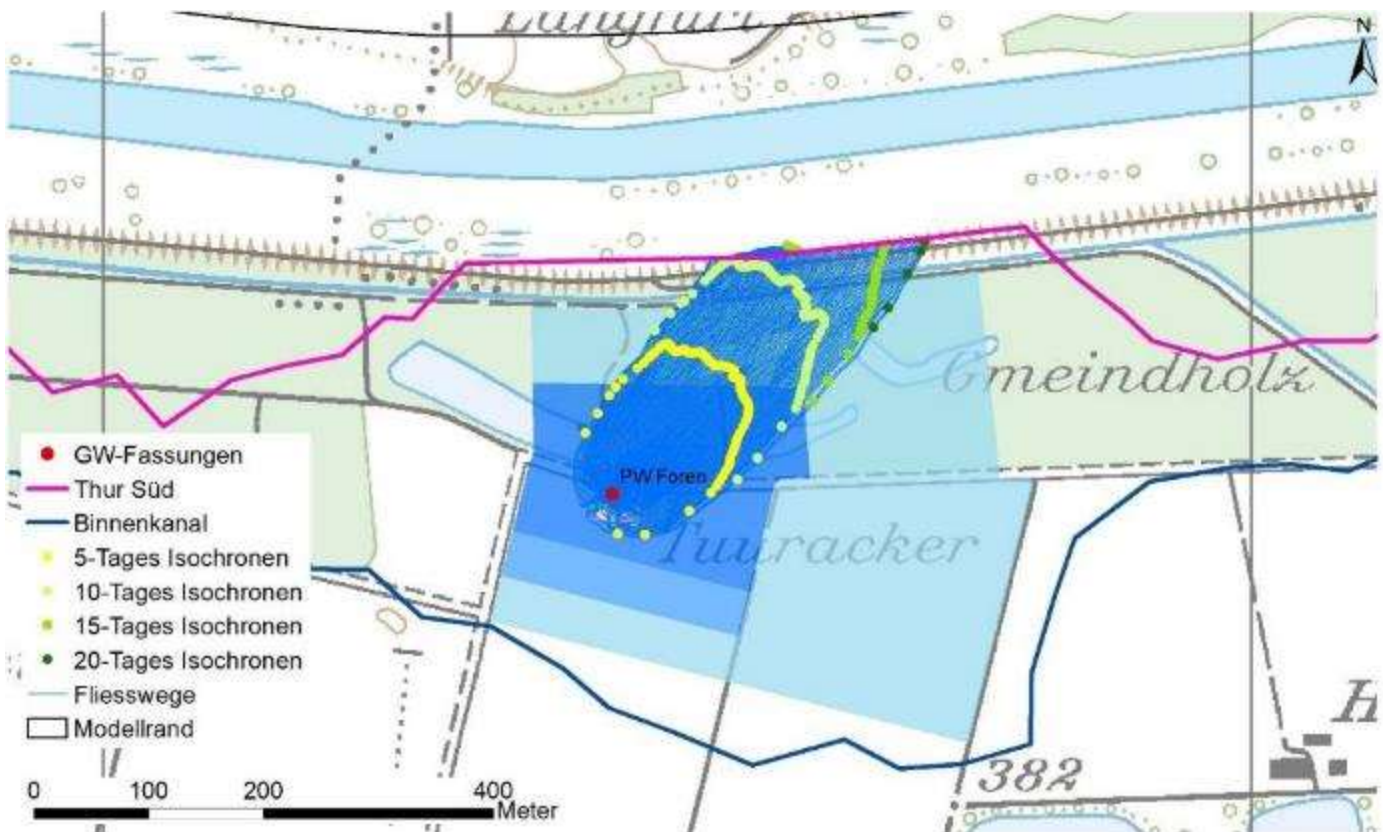 N
Gmeindholz
PW Foren
Tuuracker
GW-Fassungen
Thur Süd
Binnenkanal
5-Tages Isochronen
10-Tages Isochronen
15-Tages Isochronen
20-Tages Isochronen
Fliesswege
Modellrand
H
382
0 100 200 400
Meter